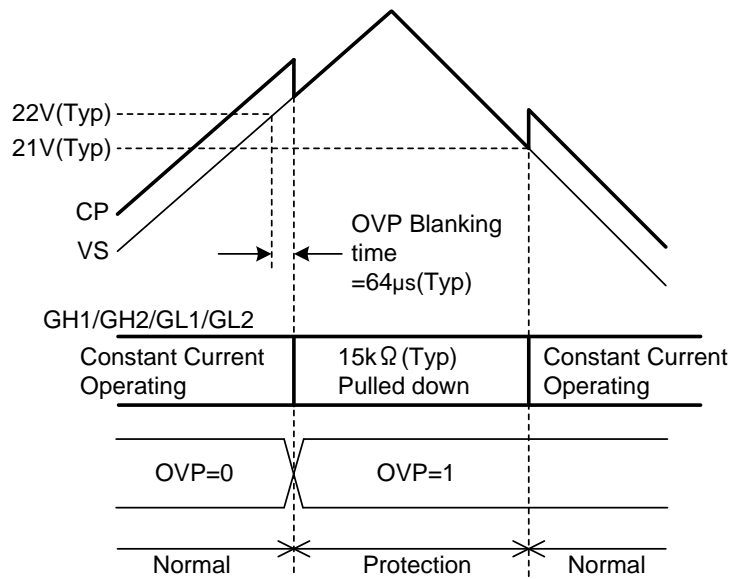 22V(Typ)
21V(Typ)
CP
VS
OVP Blanking
time
=64μs(Typ)
GH1/GH2/GL1/GL2
Constant Current
Operating
15kΩ(Typ)
Pulled down
Constant Current
Operating
OVP=0
OVP=1
Normal
Protection
Normal